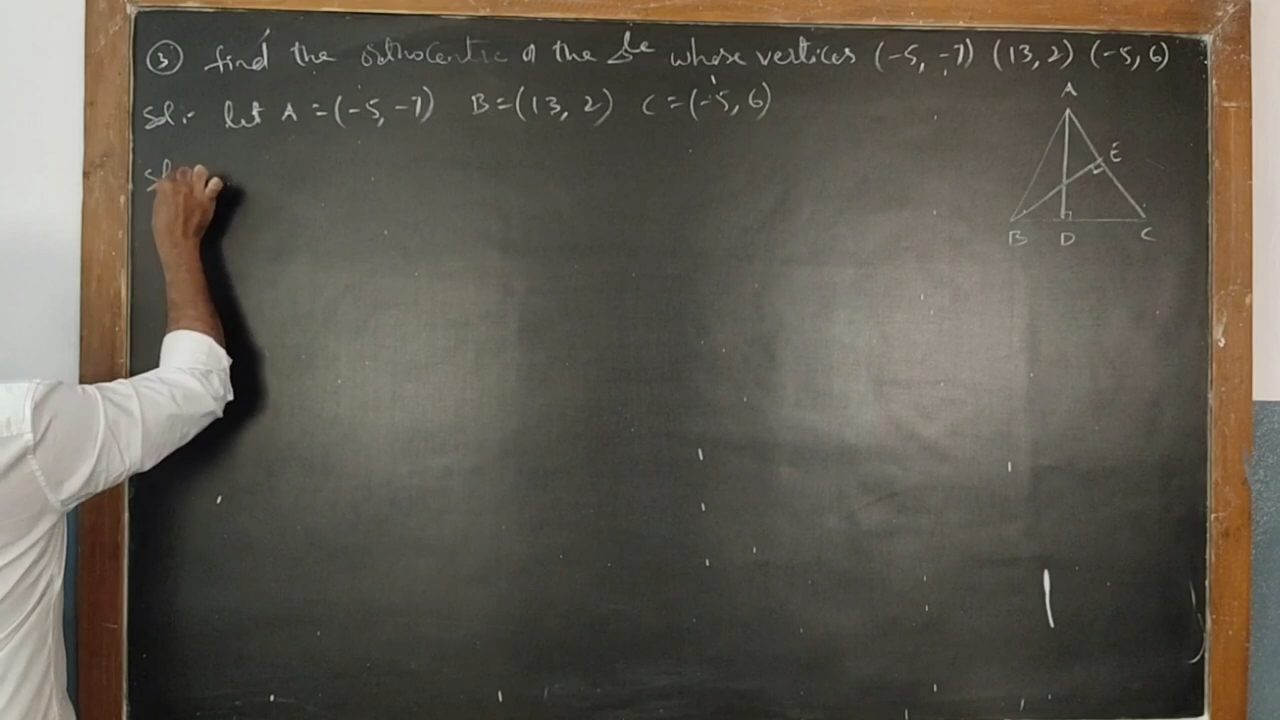 ③ find the orthocentre of the Δle whose vertices (-5, -7) (13, 2) (-5, 6)
Sol:- let A = (-5, -7) B = (13, 2) C = (-5, 6)
A
E
B D C